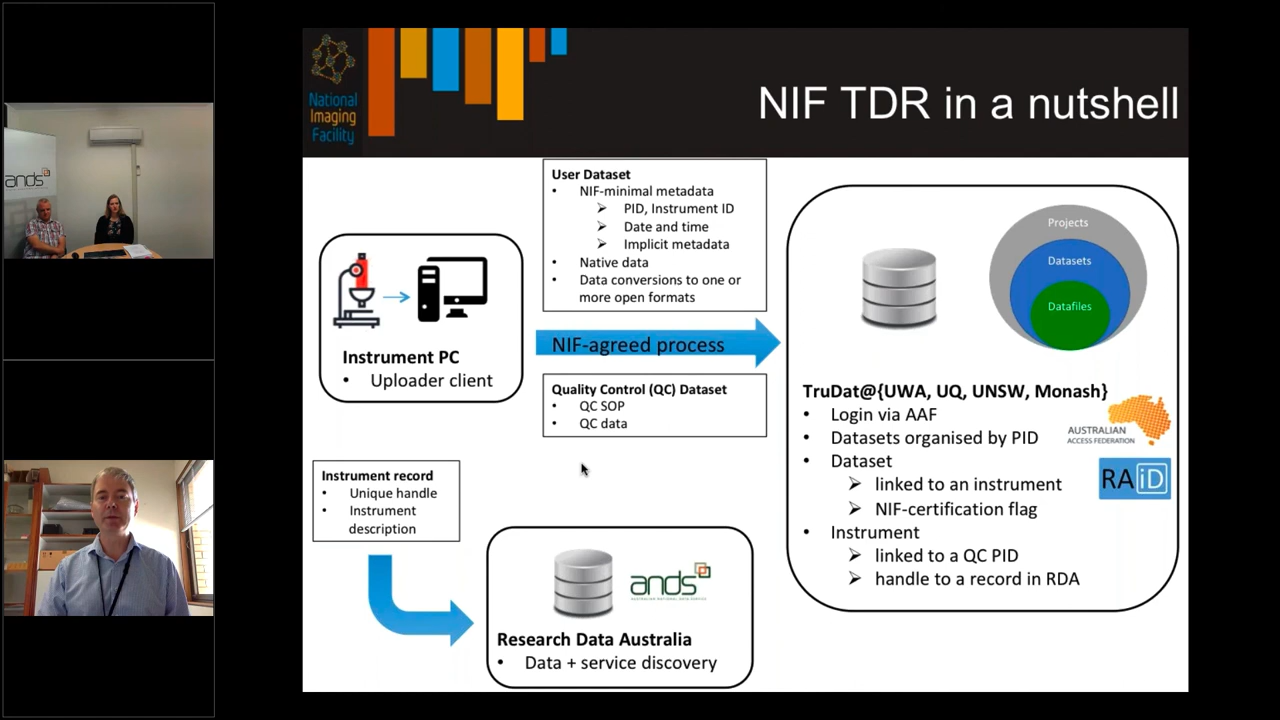 ands
National
Imaging
Facility
NIF TDR in a nutshell
User Dataset
• NIF-minimal metadata
➢ PID, Instrument ID
➢ Date and time
➢ Implicit metadata
• Native data
• Data conversions to one or
more open formats
Instrument PC
• Uploader client
NIF-agreed process
Quality Control (QC) Dataset
• QC SOP
• QC data
Instrument record
• Unique handle
• Instrument
description
ands
AUSTRALIAN NATIONAL DATA SERVICE
Research Data Australia
• Data + service discovery
Projects
Datasets
Datafiles
TruDat@{UWA, UQ, UNSW, Monash}
• Login via AAF
• Datasets organised by PID
• Dataset
➢ linked to an instrument
➢ NIF-certification flag
• Instrument
➢ linked to a QC PID
➢ handle to a record in RDA
AUSTRALIAN
ACCESS FEDERATION
RAiD